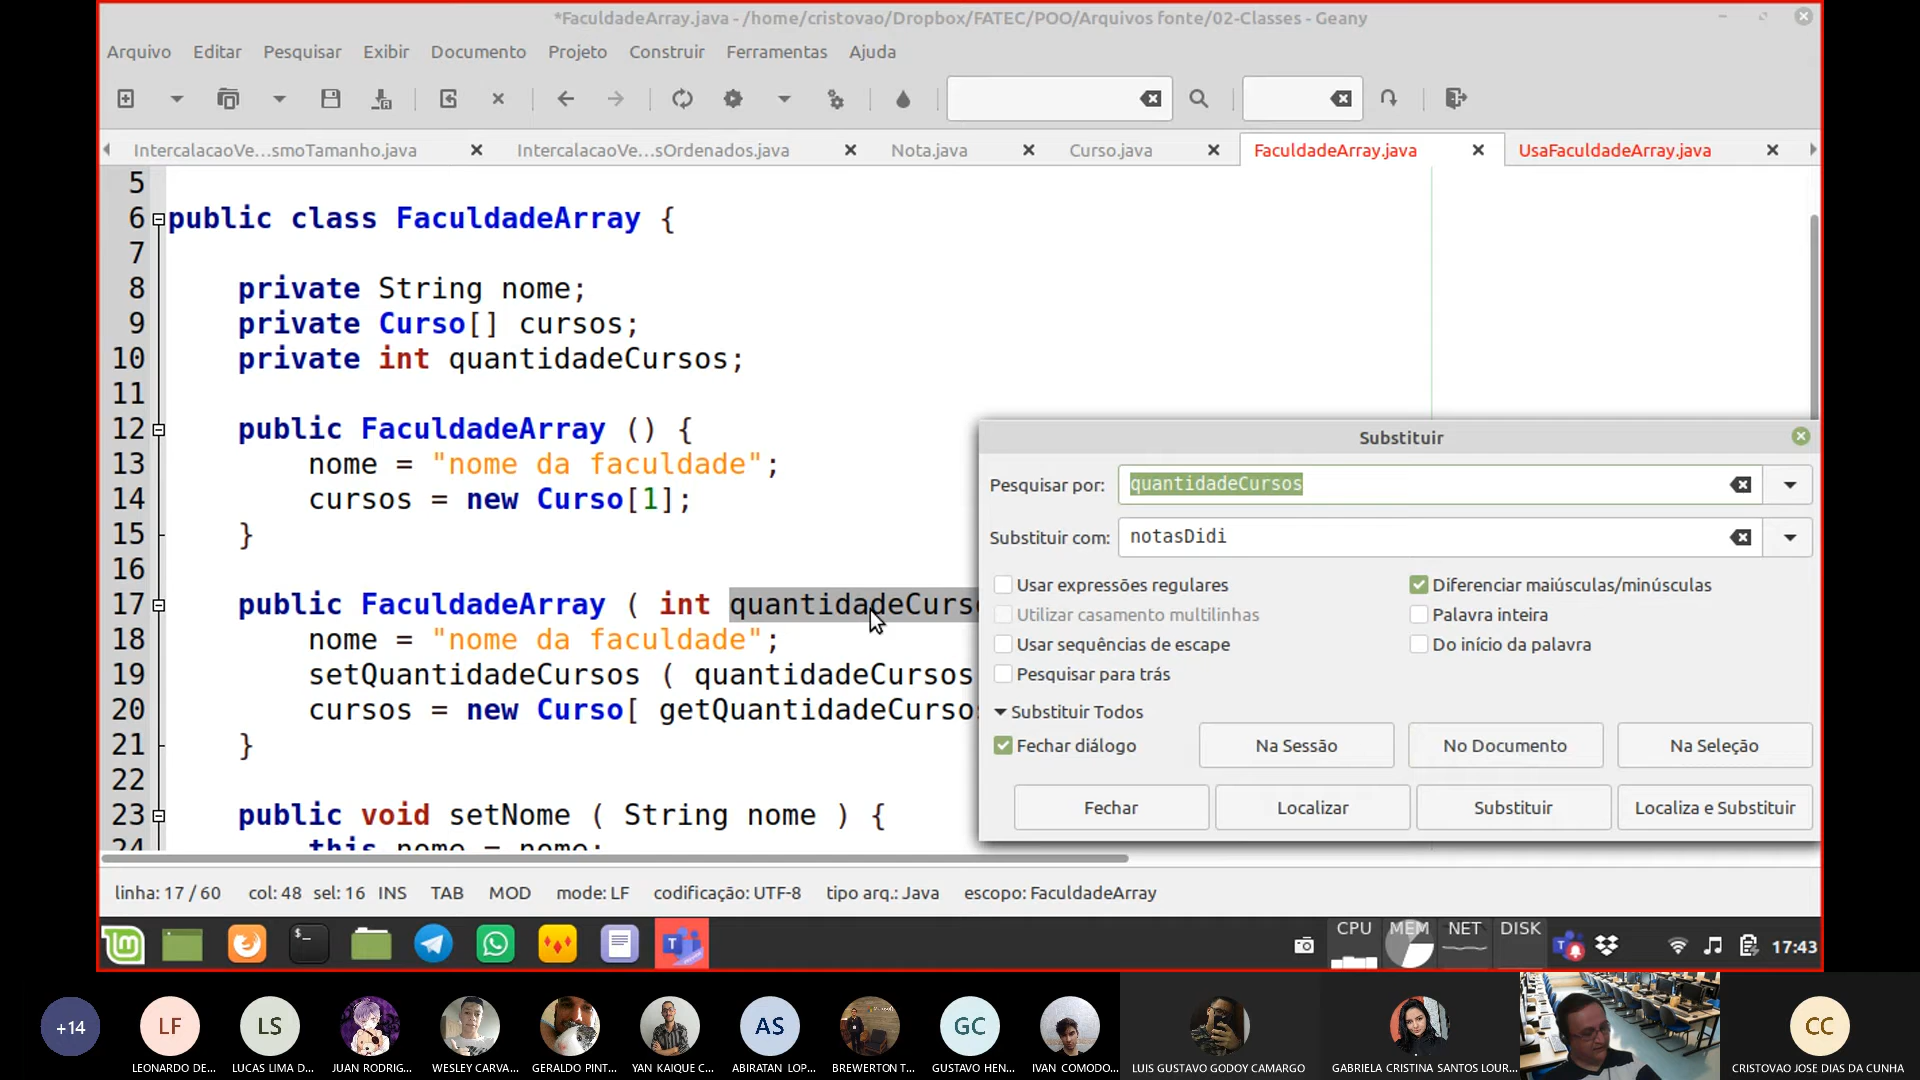 *FaculdadeArray.java - /home/cristovao/Dropbox/FATEC/POO/Arquivos fonte/02-Classes - Geany
Arquivo Editar Pesquisar Exibir Documento Projeto Construir Ferramentas Ajuda
IntercalacaoVe...smoTamanho.java IntercalacaoVe...sOrdenados.java Nota.java Curso.java FaculdadeArray.java UsaFaculdadeArray.java
5
6 public class FaculdadeArray {
7
8 private String nome;
9 private Curso[] cursos;
10 private int quantidadeCursos;
11
12 public FaculdadeArray () {
13 nome = "nome da faculdade";
14 cursos = new Curso[1];
15 }
16
17 public FaculdadeArray ( int quantidadeCurso
18 nome = "nome da faculdade";
19 setQuantidadeCursos ( quantidadeCursos
20 cursos = new Curso[ getQuantidadeCursos
21 }
22
23 public void setNome ( String nome ) {
24 this nome = nome;
Substituir
Pesquisar por: quantidadeCursos
Substituir com: notasDidi
Usar expressões regulares Diferenciar maiúsculas/minúsculas
Utilizar casamento multilinhas Palavra inteira
Usar sequências de escape Do início da palavra
Pesquisar para trás
Substituir Todos
Fechar diálogo Na Sessão No Documento Na Seleção
Fechar Localizar Substituir Localiza e Substituir
linha: 17 / 60 col: 48 sel: 16 INS TAB MOD mode: LF codificação: UTF-8 tipo arq.: Java escopo: FaculdadeArray
CPU MEM NET DISK 17:43
+14 LF LS AS GC CC
LEONARDO DE... LUCAS LIMA D... JUAN RODRIG... WESLEY CARVA... GERALDO PINT... YAN KAIQUE C... ABIRATAN LOP... BREWERTON T... GUSTAVO HEN... IVAN COMODO... LUIS GUSTAVO GODOY CAMARGO GABRIELA CRISTINA SANTOS LOUR... CRISTOVAO JOSE DIAS DA CUNHA